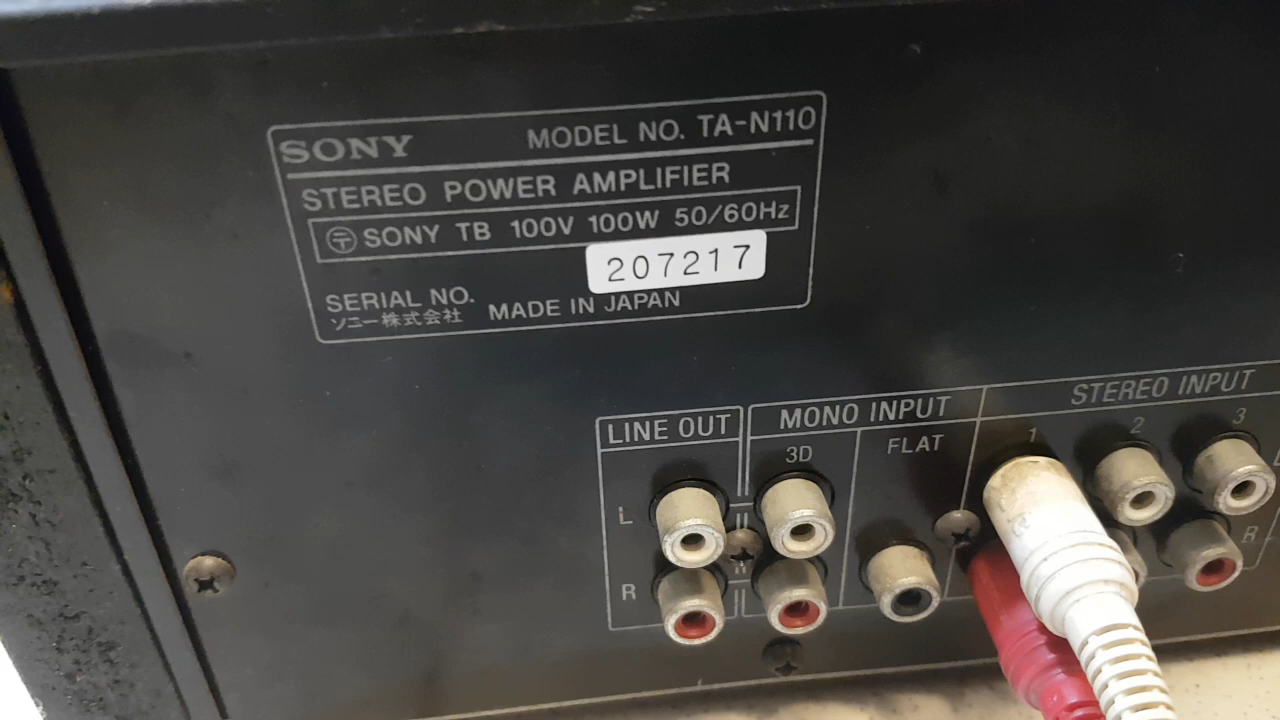 SONY MODEL NO. TA-N110
STEREO POWER AMPLIFIER
〒 SONY TB 100V 100W 50/60Hz
207217
SERIAL NO.
ソニー株式会社 MADE IN JAPAN
LINE OUT MONO INPUT STEREO INPUT
3D FLAT 1 2 3
L
R R